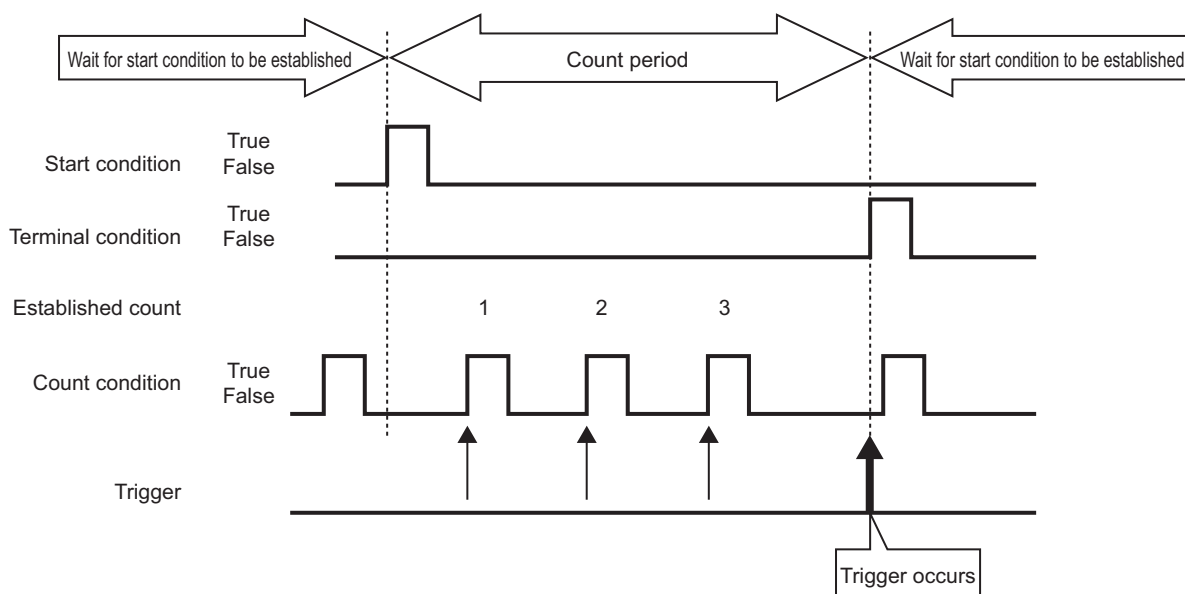 Wait for start condition to be established
Count period
Wait for start condition to be established
Start condition
True
False
Terminal condition
True
False
Established count
1 2 3
Count condition
True
False
Trigger
Trigger occurs